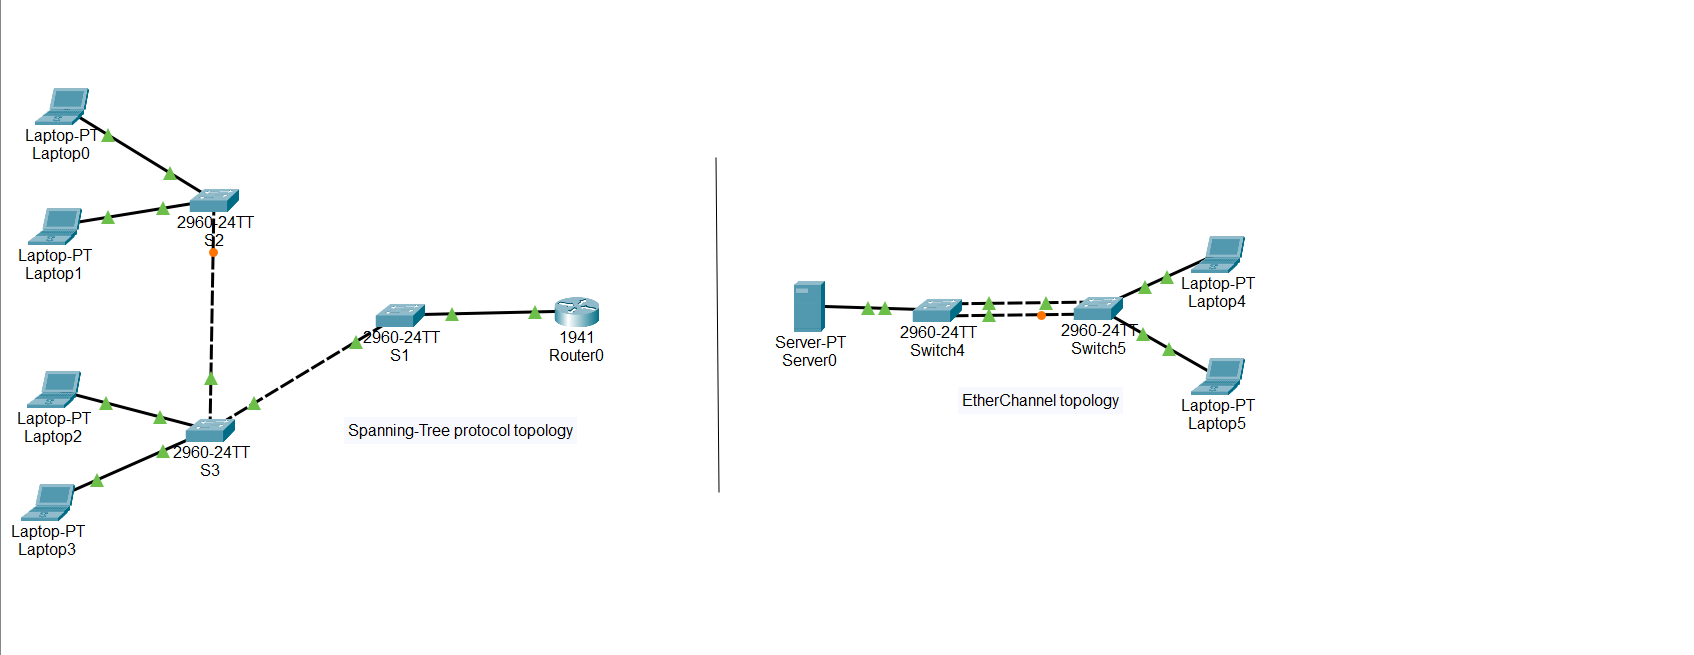 Laptop-PT
Laptop0
2960-24TT
S2
Laptop-PT
Laptop1
2960-24TT
S1
1941
Router0
Laptop-PT
Laptop2
2960-24TT
S3
Laptop-PT
Laptop3
Spanning-Tree protocol topology
Server-PT
Server0
2960-24TT
Switch4
2960-24TT
Switch5
Laptop-PT
Laptop4
Laptop-PT
Laptop5
EtherChannel topology